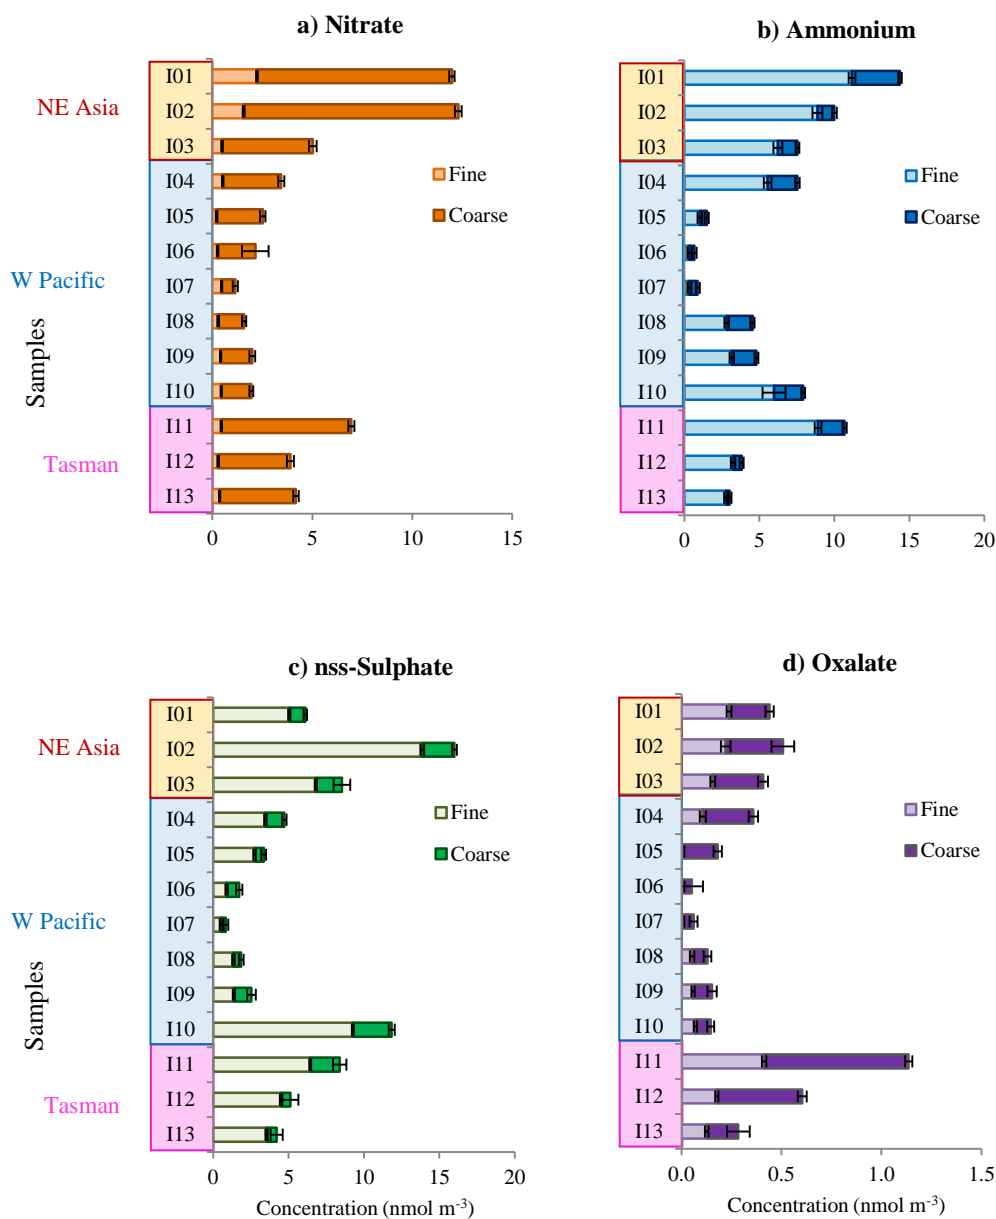 a) Nitrate
I01
I02
I03
I04
I05
I06
I07
I08
I09
I10
I11
I12
I13
NE Asia
W Pacific
Tasman
Samples
Fine
Coarse
0 5 10 15
b) Ammonium
I01
I02
I03
I04
I05
I06
I07
I08
I09
I10
I11
I12
I13
Fine
Coarse
0 5 10 15 20
c) nss-Sulphate
I01
I02
I03
I04
I05
I06
I07
I08
I09
I10
I11
I12
I13
NE Asia
W Pacific
Tasman
Samples
Fine
Coarse
0 5 10 15 20
Concentration (nmol m⁻³)
d) Oxalate
I01
I02
I03
I04
I05
I06
I07
I08
I09
I10
I11
I12
I13
Fine
Coarse
0.0 0.5 1.0 1.5
Concentration (nmol m⁻³)